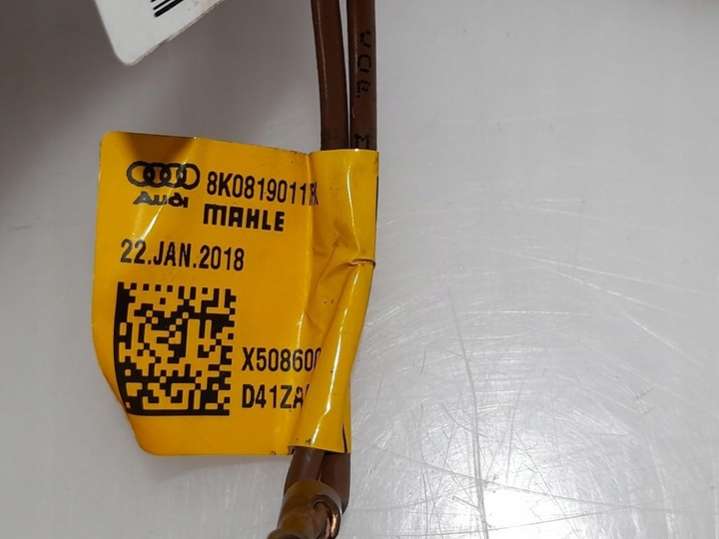 Audi 8K0819011
MAHLE
22.JAN.2018
X50860
D41ZA